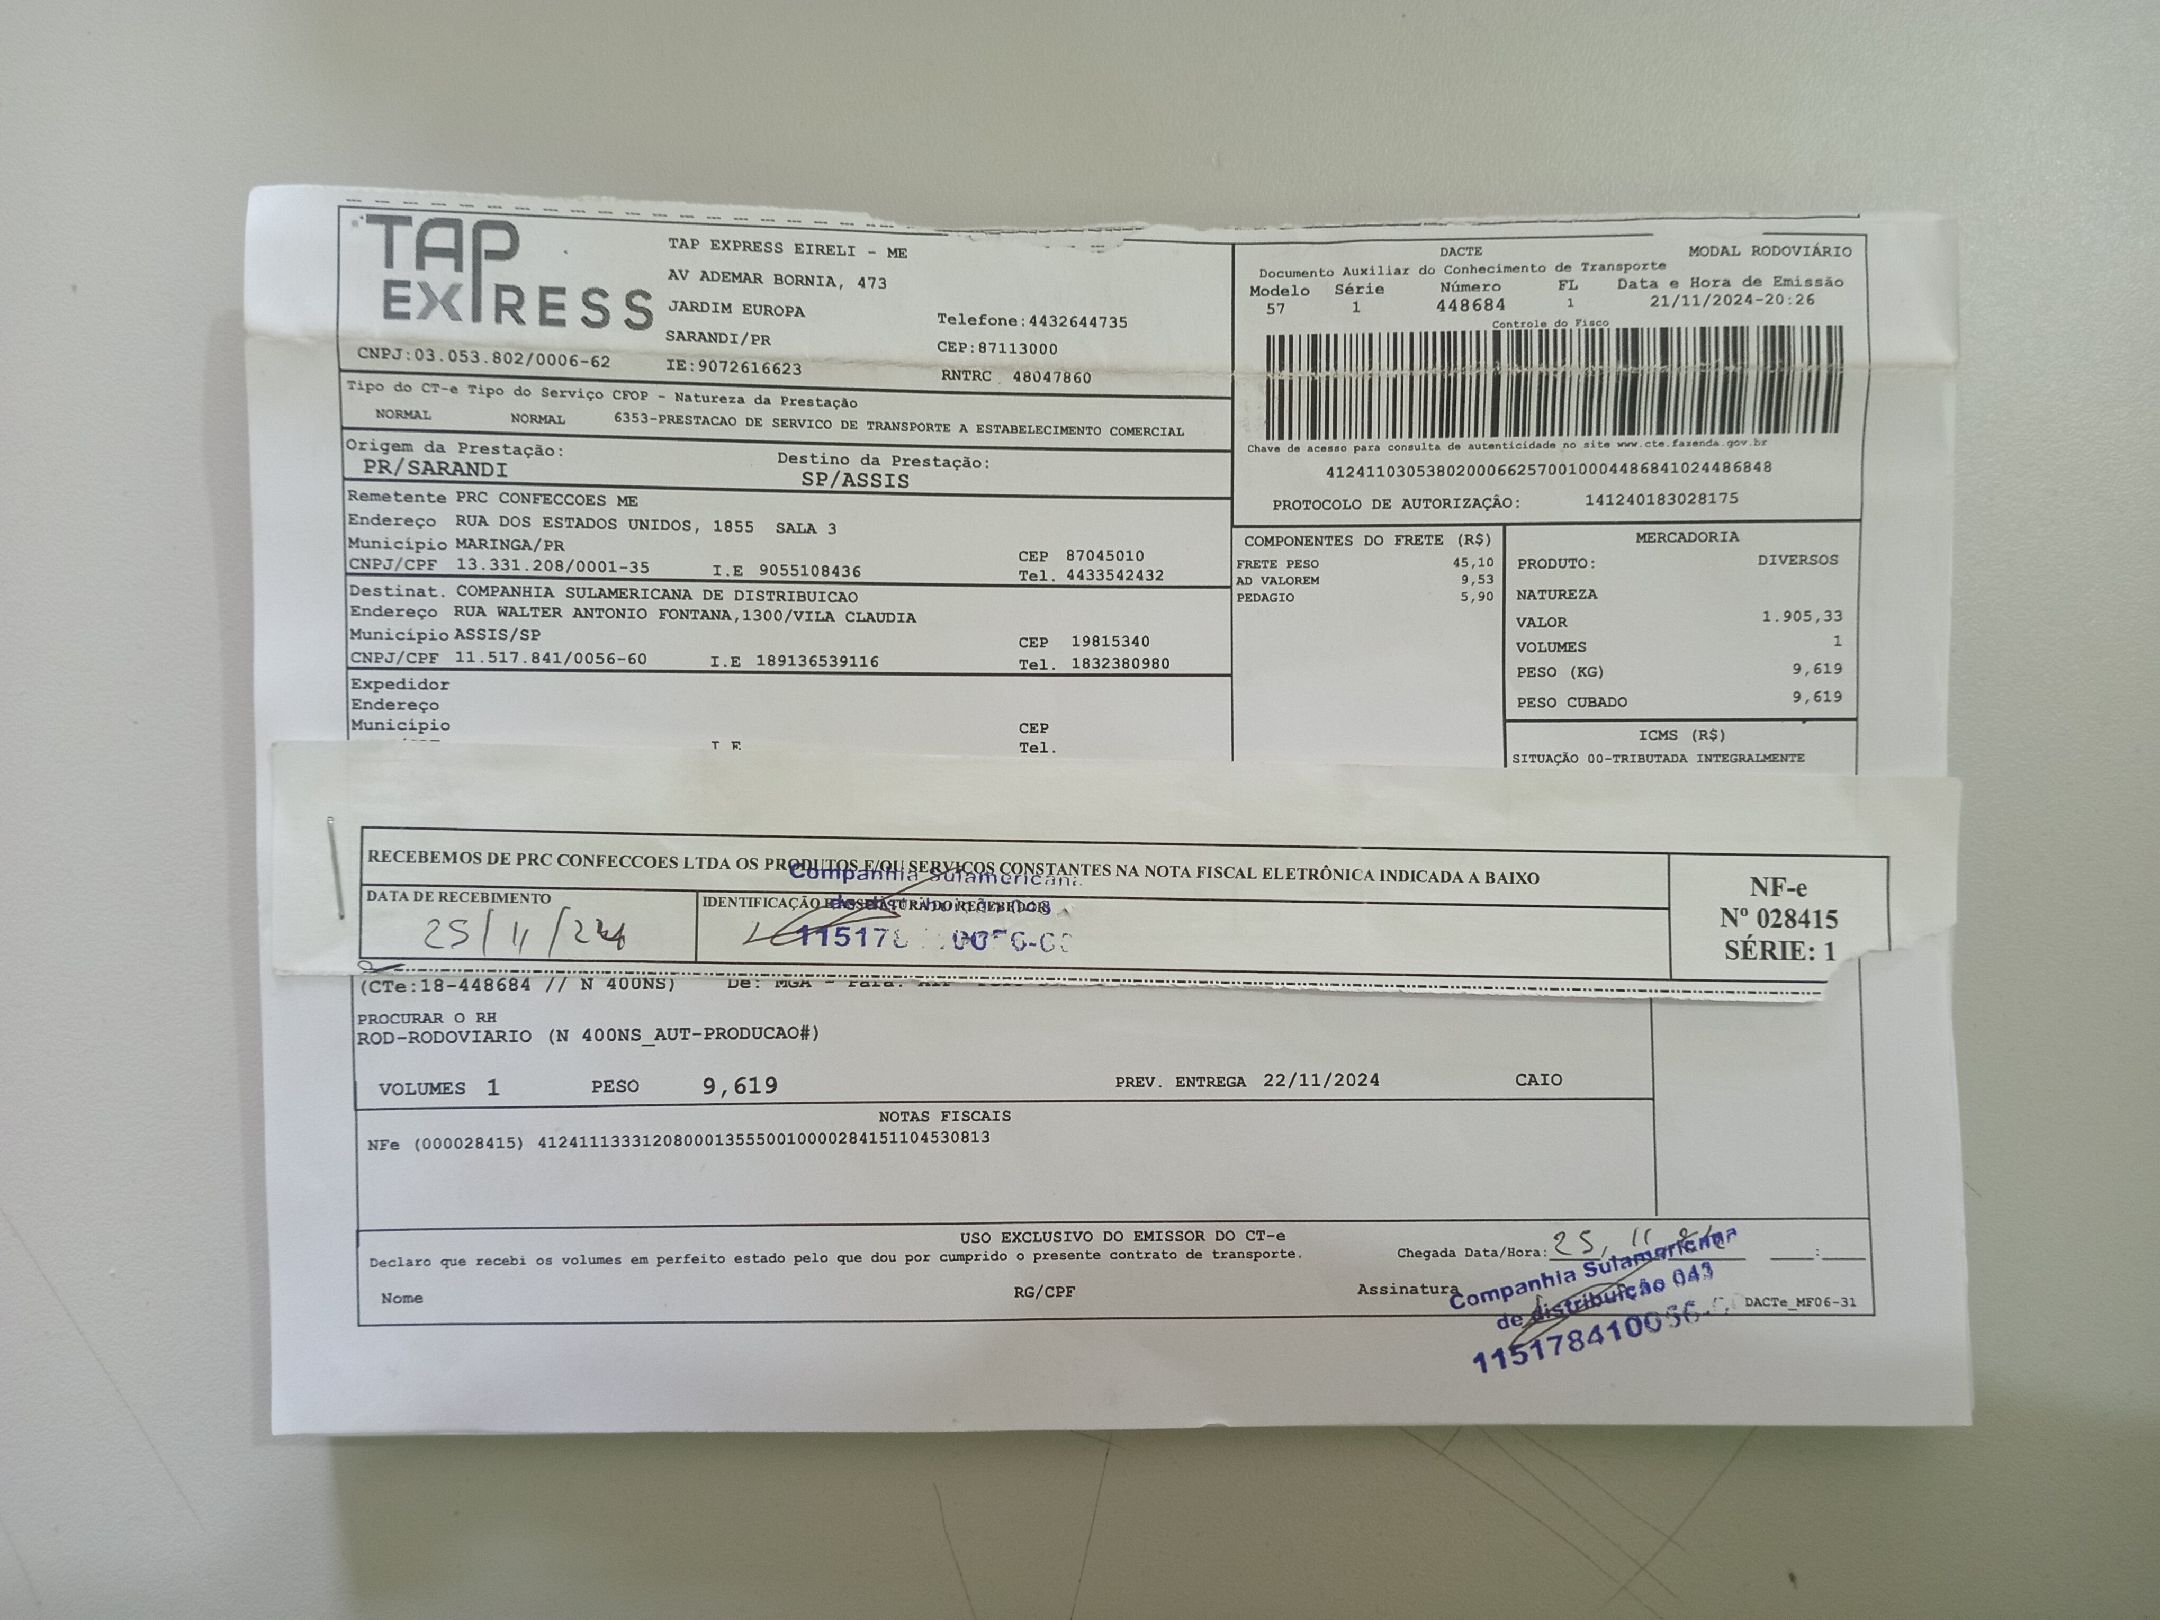 TAP
EXPRESS
TAP EXPRESS EIRELI - ME
AV ADEMAR BORNIA, 473
JARDIM EUROPA
Telefone:4432644735
SARANDI/PR
CEP:87113000
CNPJ:03.053.802/0006-62
IE:9072616623
RNTRC 48047860
DACTE
MODAL RODOVIÁRIO
Documento Auxiliar do Conhecimento de Transporte
Modelo Série Número FL Data e Hora de Emissão
57 1 448684 1 21/11/2024-20:26
Controle do Fisco
Chave de acesso para consulta de autenticidade no site www.cte.fazenda.gov.br
41241103053802000662570010004486841024486848
PROTOCOLO DE AUTORIZAÇÂO: 141240183028175
Tipo do CT-e Tipo do Serviço CFOP - Natureza da Prestação
NORMAL NORMAL 6353-PRESTACAO DE SERVICO DE TRANSPORTE A ESTABELECIMENTO COMERCIAL
Origem da Prestação:
PR/SARANDI
Destino da Prestação:
SP/ASSIS
Remetente PRC CONFECCOES ME
Endereço RUA DOS ESTADOS UNIDOS, 1855 SALA 3
Município MARINGA/PR CEP 87045010
CNPJ/CPF 13.331.208/0001-35 I.E 9055108436 Tel. 4433542432
Destinat. COMPANHIA SULAMERICANA DE DISTRIBUICAO
Endereço RUA WALTER ANTONIO FONTANA,1300/VILA CLAUDIA
Município ASSIS/SP CEP 19815340
CNPJ/CPF 11.517.841/0056-60 I.E 189136539116 Tel. 1832380980
Expedidor
Endereço
Município CEP
Tel.
COMPONENTES DO FRETE (R$)
FRETE PESO 45,10
AD VALOREM 9,53
PEDAGIO 5,90
MERCADORIA
PRODUTO: DIVERSOS
NATUREZA
VALOR 1.905,33
VOLUMES 1
PESO (KG) 9,619
PESO CUBADO 9,619
ICMS (R$)
SITUAÇÃO 00-TRIBUTADA INTEGRALMENTE
RECEBEMOS DE PRC CONFECCOES LTDA OS PRODUTOS E/OU SERVIÇOS CONSTANTES NA NOTA FISCAL ELETRÔNICA INDICADA A BAIXO
Companhia Sulamericana
DATA DE RECEBIMENTO
25/11/24
IDENTIFICAÇÃO E ASSINATURA DO RECEBEDOR
NF-e
Nº 028415
SÉRIE: 1
(CTe:18-448684 // N 400NS) De: MGA - Para:
PROCURAR O RH
ROD-RODOVIARIO (N 400NS_AUT-PRODUCAO#)
VOLUMES 1 PESO 9,619 PREV. ENTREGA 22/11/2024 CAIO
NOTAS FISCAIS
NFe (000028415) 41241113331208000135550010000284151104530813
USO EXCLUSIVO DO EMISSOR DO CT-e
Declaro que recebi os volumes em perfeito estado pelo que dou por cumprido o presente contrato de transporte.
Chegada Data/Hora: 25, 11
Nome RG/CPF Assinatura
Companhia Sulamericana
de distribuição 043
DACTe_MF06-31